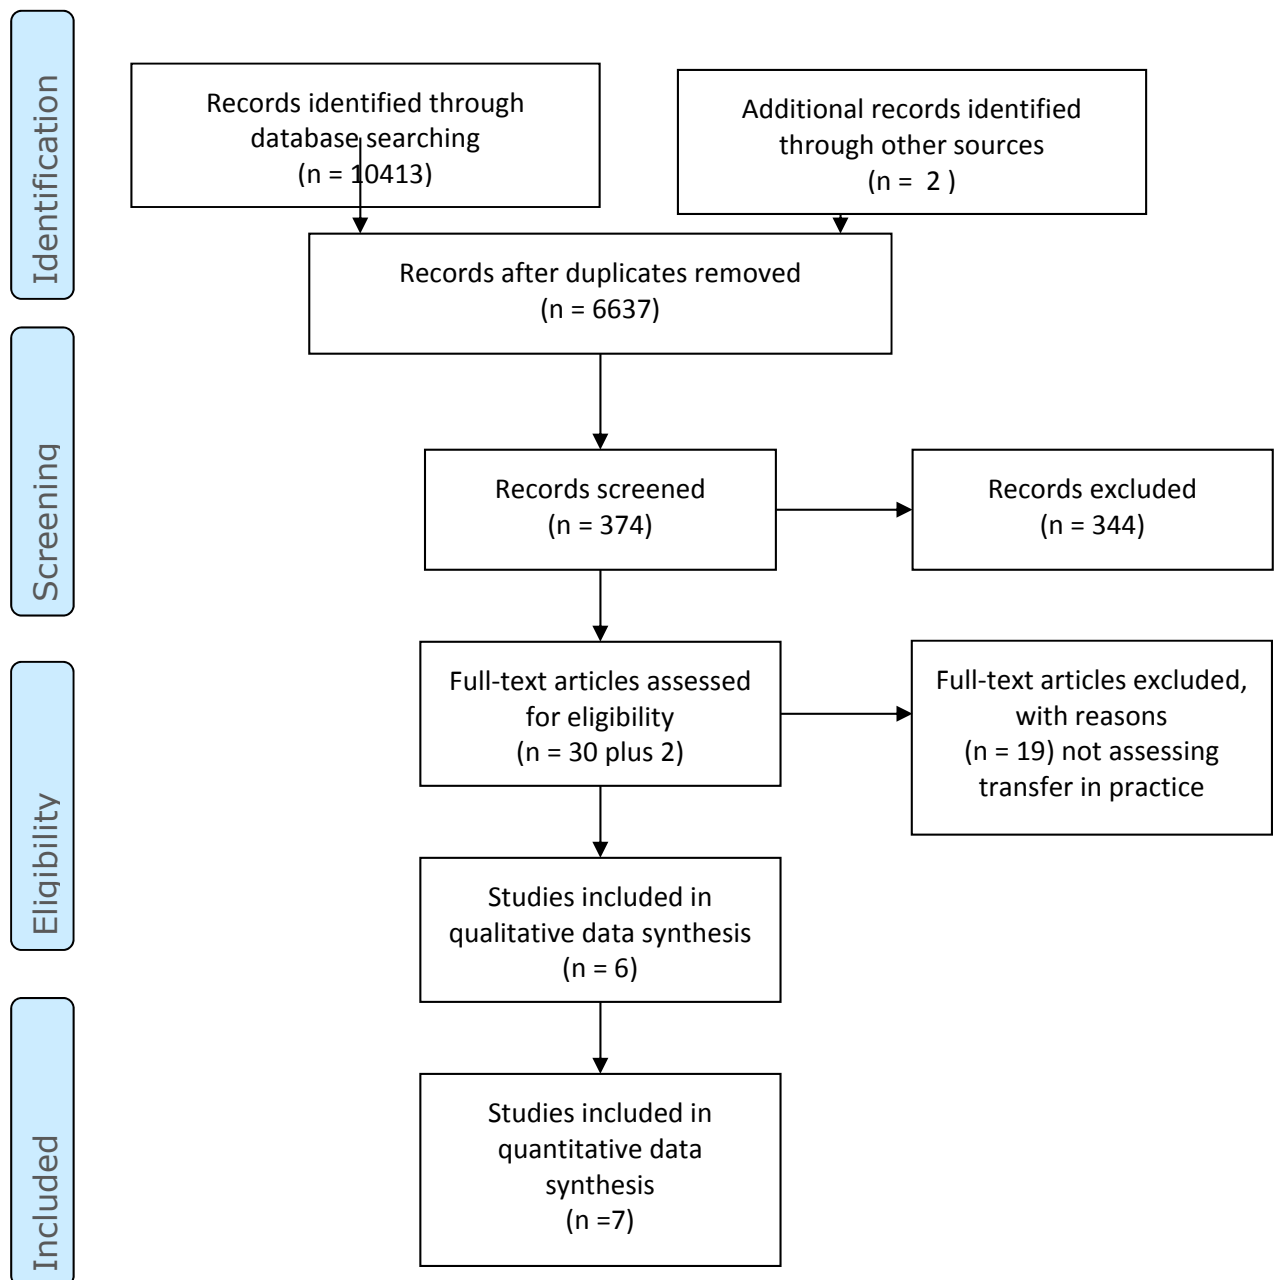 Identification
Records identified through
database searching
(n = 10413)
Additional records identified
through other sources
(n =  2 )
Records after duplicates removed
(n = 6637)
Screening
Records screened
(n = 374)
Records excluded
(n = 344)
Eligibility
Full-text articles assessed
for eligibility
(n = 30 plus 2)
Full-text articles excluded,
with reasons
(n = 19) not assessing
transfer in practice
Studies included in
qualitative data synthesis
(n = 6)
Included
Studies included in
quantitative data
synthesis
(n =7)